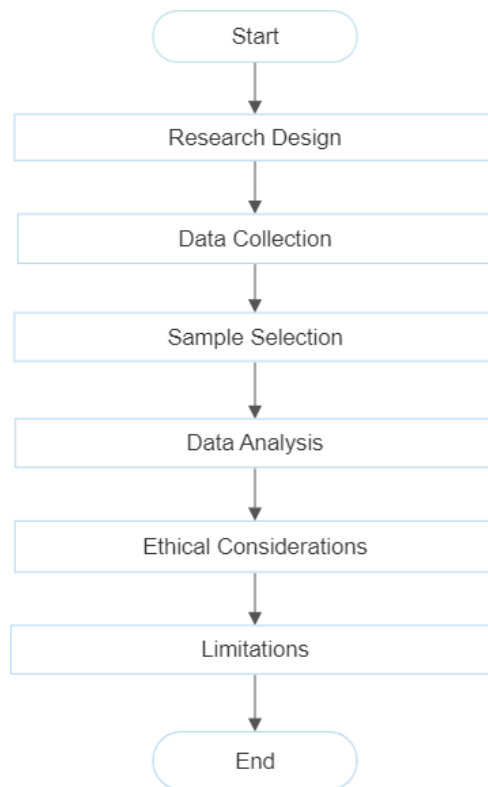 Start
Research Design
Data Collection
Sample Selection
Data Analysis
Ethical Considerations
Limitations
End